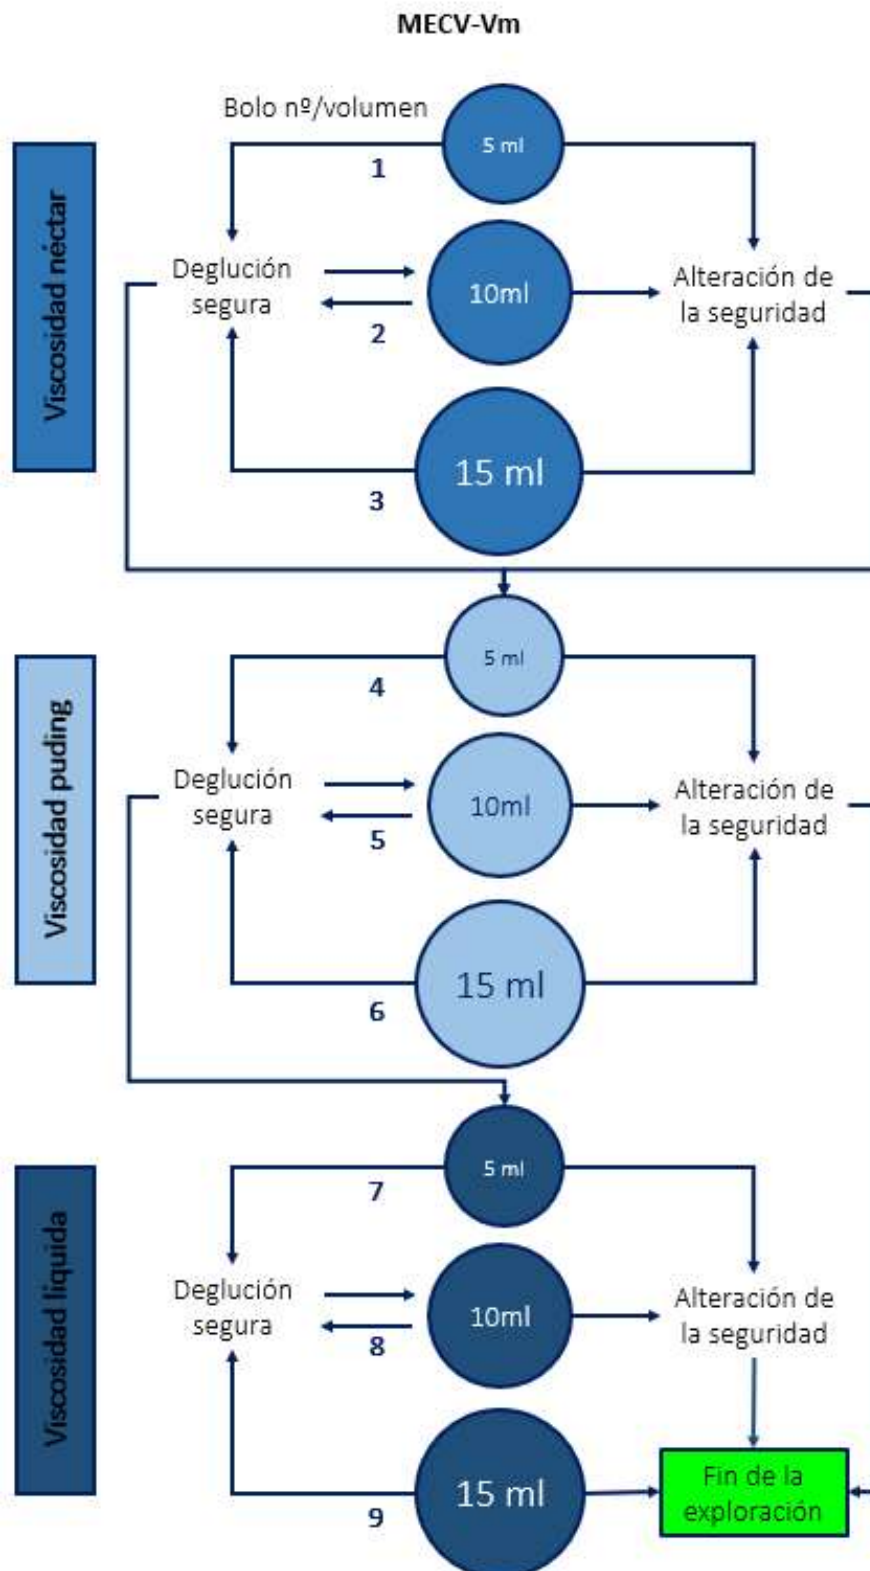 MECV-Vm
Bolo nº/volumen
5 ml
1
Viscosidad néctar
Deglución
segura
10ml
2
Alteración de
la seguridad
15 ml
3
5 ml
4
Viscosidad puding
Deglución
segura
10ml
5
Alteración de
la seguridad
15 ml
6
5 ml
7
Viscosidad líquida
Deglución
segura
10ml
8
Alteración de
la seguridad
15 ml
9
Fin de la
exploración